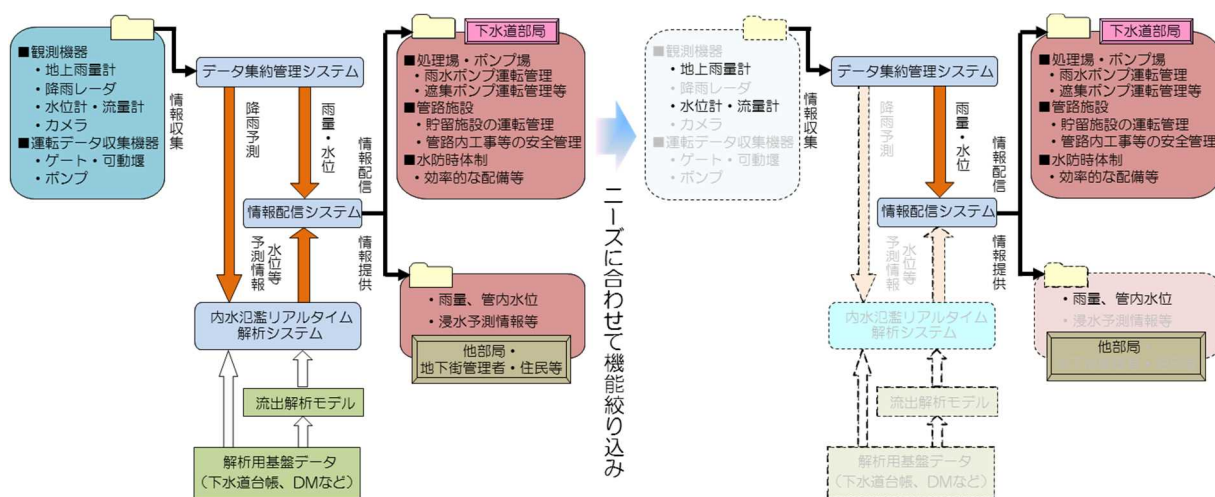 下水道部局
■観測機器
・地上雨量計
・降雨レーダ
・水位計・流量計
・カメラ
■運転データ収集機器
・ゲート・可動堰
・ポンプ
情報収集
データ集約管理システム
降雨予測
雨量・水位
情報配信
■処理場・ポンプ場
・雨水ポンプ運転管理
・遮集ポンプ運転管理等
■管路施設
・貯留施設の運転管理
・管路内工事等の安全管理
■水防時体制
・効率的な配備等
情報配信システム
水位等
予測情報
情報提供
内水氾濫リアルタイム
解析システム
・雨量、管内水位
・浸水予測情報等
他部局・
地下街管理者・住民等
流出解析モデル
解析用基盤データ
(下水道台帳、DMなど)
ニーズに合わせて機能絞り込み
下水道部局
■観測機器
・地上雨量計
・降雨レーダ
・水位計・流量計
・カメラ
■運転データ収集機器
・ゲート・可動堰
・ポンプ
情報収集
データ集約管理システム
降雨予測
雨量・水位
情報配信
■処理場・ポンプ場
・雨水ポンプ運転管理
・遮集ポンプ運転管理等
■管路施設
・貯留施設の運転管理
・管路内工事等の安全管理
■水防時体制
・効率的な配備等
情報配信システム
水位等
予測情報
情報提供
内水氾濫リアルタイム
解析システム
・雨量、管内水位
・浸水予測情報等
他部局
流出解析モデル
解析用基盤データ
(下水道台帳、DMなど)